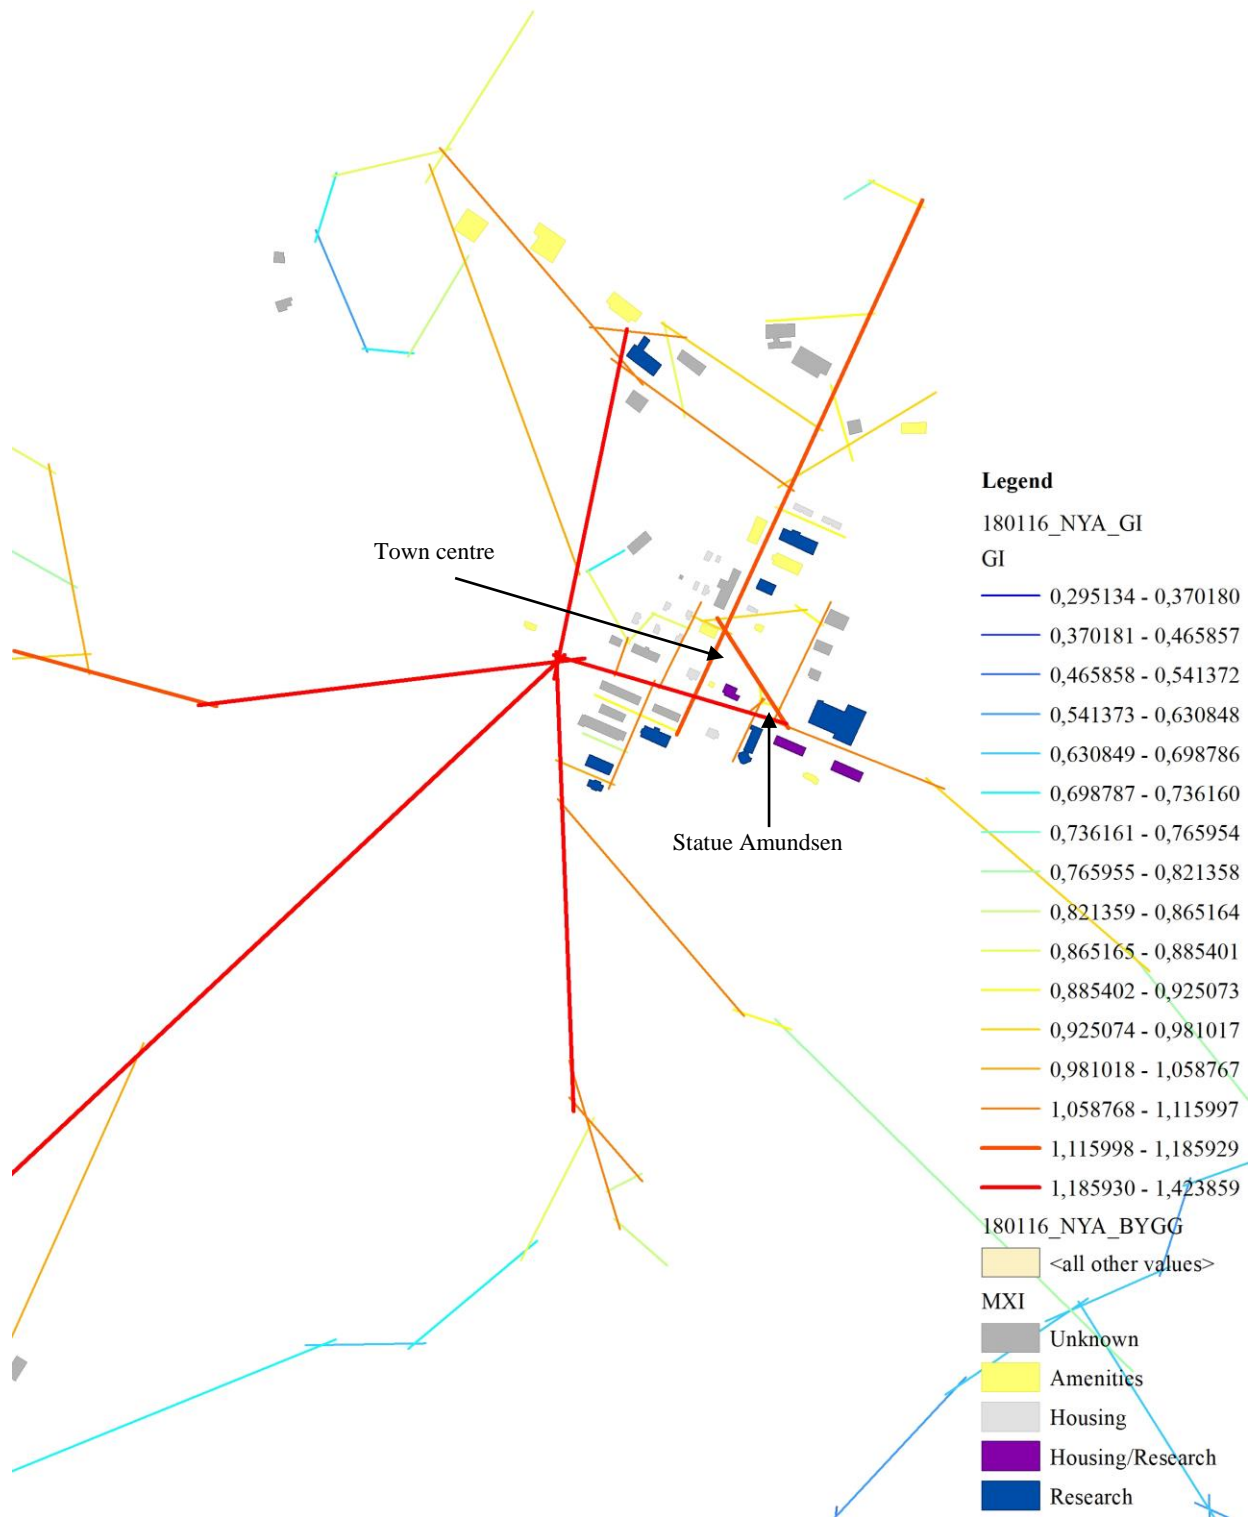 Town centre
Statue Amundsen
Legend
180116_NYA_GI
GI
0,295134 - 0,370180
0,370181 - 0,465857
0,465858 - 0,541372
0,541373 - 0,630848
0,630849 - 0,698786
0,698787 - 0,736160
0,736161 - 0,765954
0,765955 - 0,821358
0,821359 - 0,865164
0,865165 - 0,885401
0,885402 - 0,925073
0,925074 - 0,981017
0,981018 - 1,058767
1,058768 - 1,115997
1,115998 - 1,185929
1,185930 - 1,423859
180116_NYA_BYGG
<all other values>
MXI
Unknown
Amenities
Housing
Housing/Research
Research